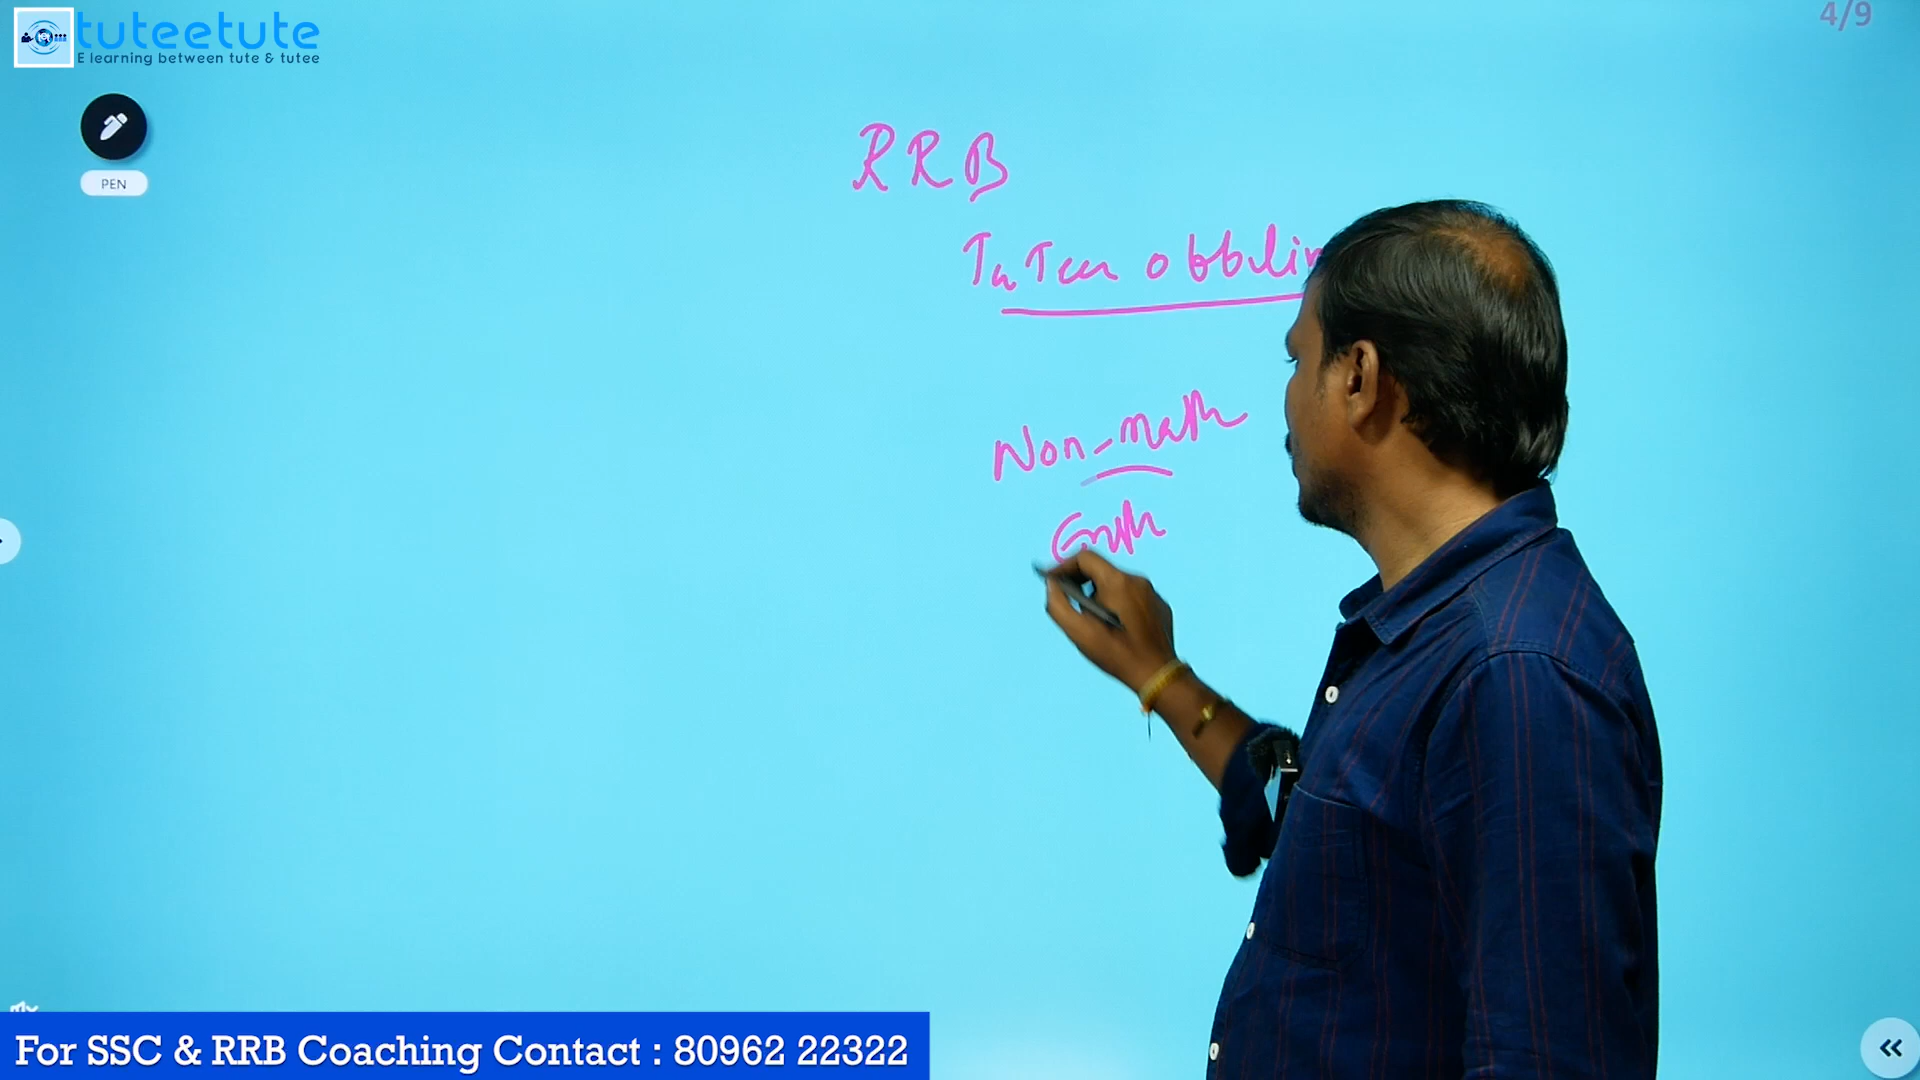 tuteetute
E learning between tute & tutee
4/9
PEN
RRB
Non-math
For SSC & RRB Coaching Contact : 80962 22322